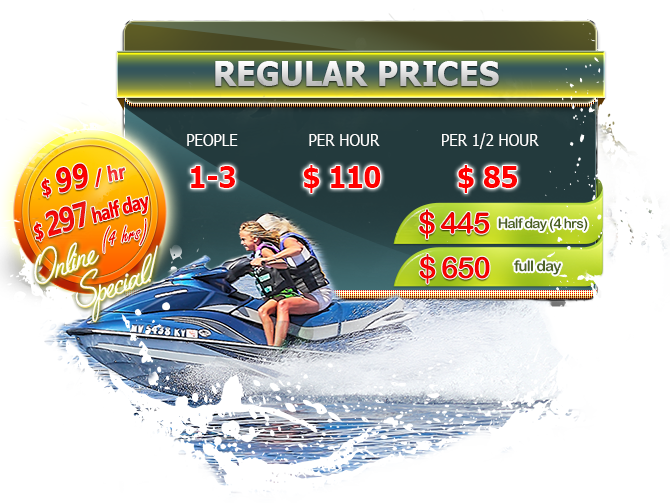 REGULAR PRICES
PEOPLE PER HOUR PER 1/2 HOUR
1-3 $ 110 $ 85
$ 445 Half day (4 hrs)
$ 650 full day
$ 99 / hr
$ 297 half day
(4 hrs)
Online
Special!